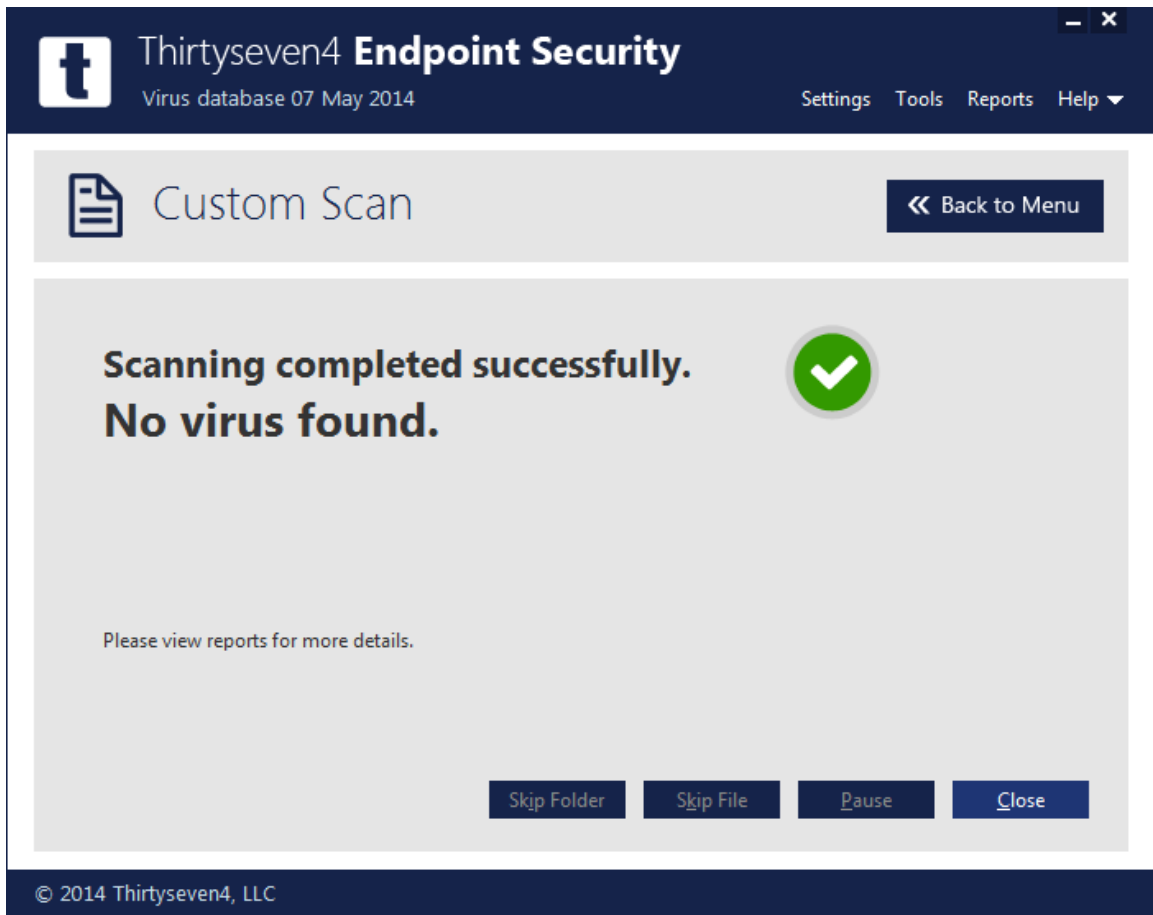 t
Thirtyseven4 Endpoint Security
Virus database 07 May 2014
Settings Tools Reports Help
Custom Scan
Back to Menu
Scanning completed successfully.
No virus found.
Please view reports for more details.
Skip Folder Skip File Pause Close
© 2014 Thirtyseven4, LLC